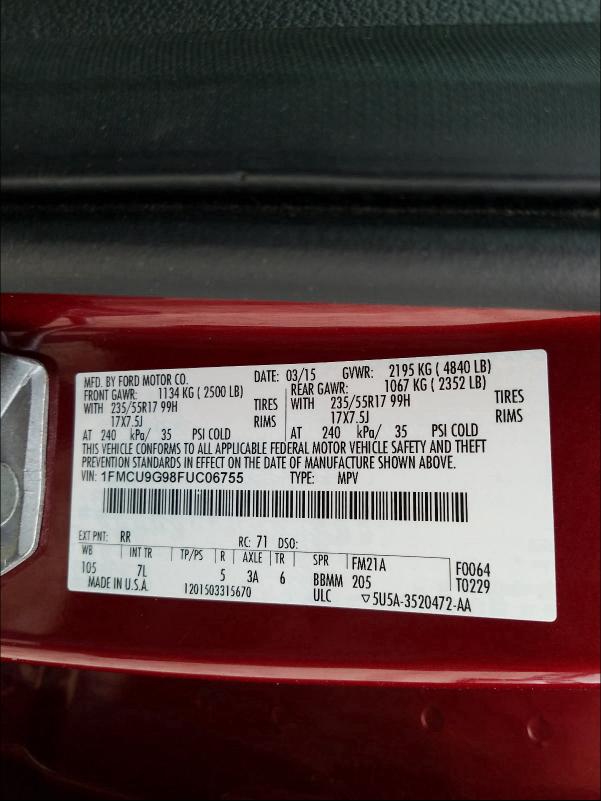 MFD. BY FORD MOTOR CO. DATE: 03/15 GVWR: 2195 KG ( 4840 LB)
FRONT GAWR: 1134 KG ( 2500 LB) REAR GAWR: 1067 KG ( 2352 LB)
WITH 235/55R17 99H TIRES WITH 235/55R17 99H TIRES
17X7.5J RIMS 17X7.5J RIMS
AT 240 kPa/ 35 PSI COLD AT 240 kPa/ 35 PSI COLD
THIS VEHICLE CONFORMS TO ALL APPLICABLE FEDERAL MOTOR VEHICLE SAFETY AND THEFT
PREVENTION STANDARDS IN EFFECT ON THE DATE OF MANUFACTURE SHOWN ABOVE.
VIN: 1FMCU9G98FUC06755 TYPE: MPV
EXT PNT: RR RC: 71 DSO:
WB INT TR TP/PS R AXLE TR SPR FM21A F0064
105 7L 5 3A 6 BBMM 205 T0229
MADE IN U.S.A. 1201503315670 ULC ▽5U5A-3520472-AA